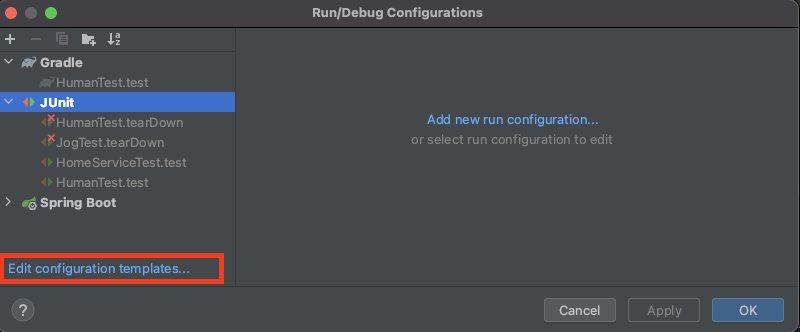 Run/Debug Configurations
Gradle
HumanTest.test
JUnit
HumanTest.tearDown
JogTest.tearDown
HomeServiceTest.test
HumanTest.test
Spring Boot
Add new run configuration...
or select run configuration to edit
Edit configuration templates...
?
Cancel
Apply
OK